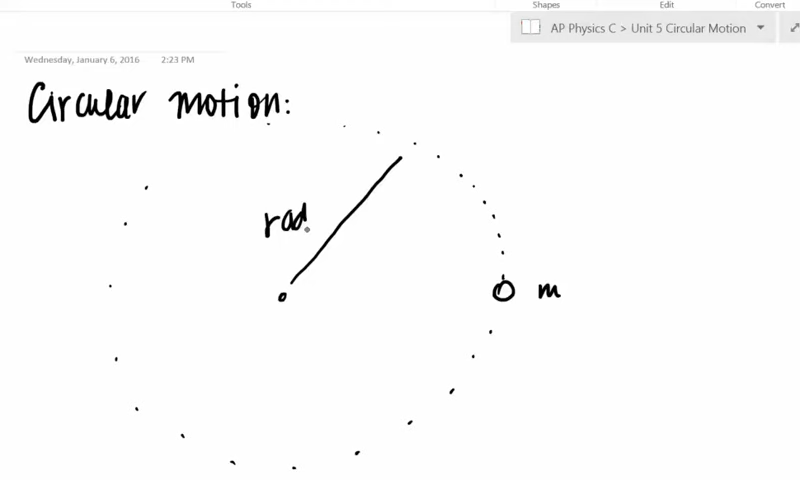 Tools Shapes Edit Convert
AP Physics C > Unit 5 Circular Motion
Wednesday, January 6, 2016 2:23 PM
Circular motion:
rad
m